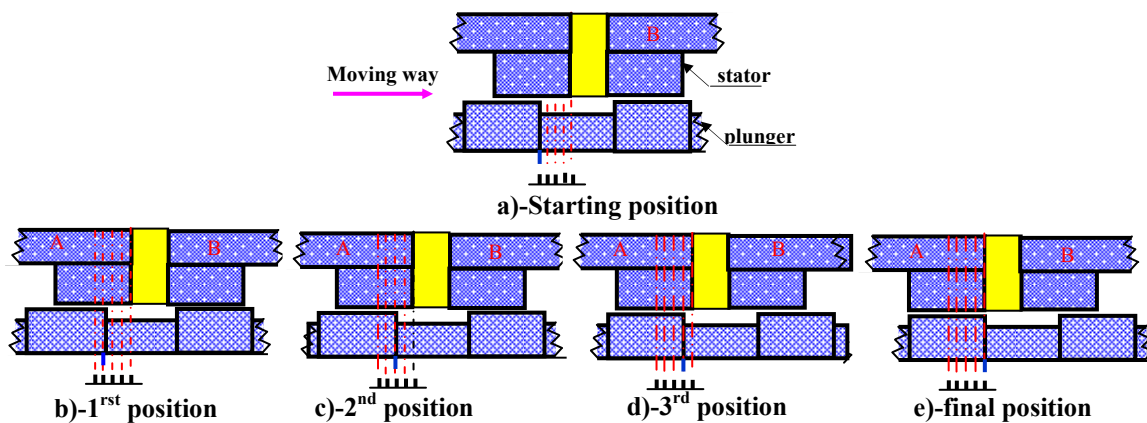 B
Moving way
stator
plunger
a)-Starting position
A
B
A
B
A
B
A
B
b)-1rst position
c)-2nd position
d)-3rd position
e)-final position